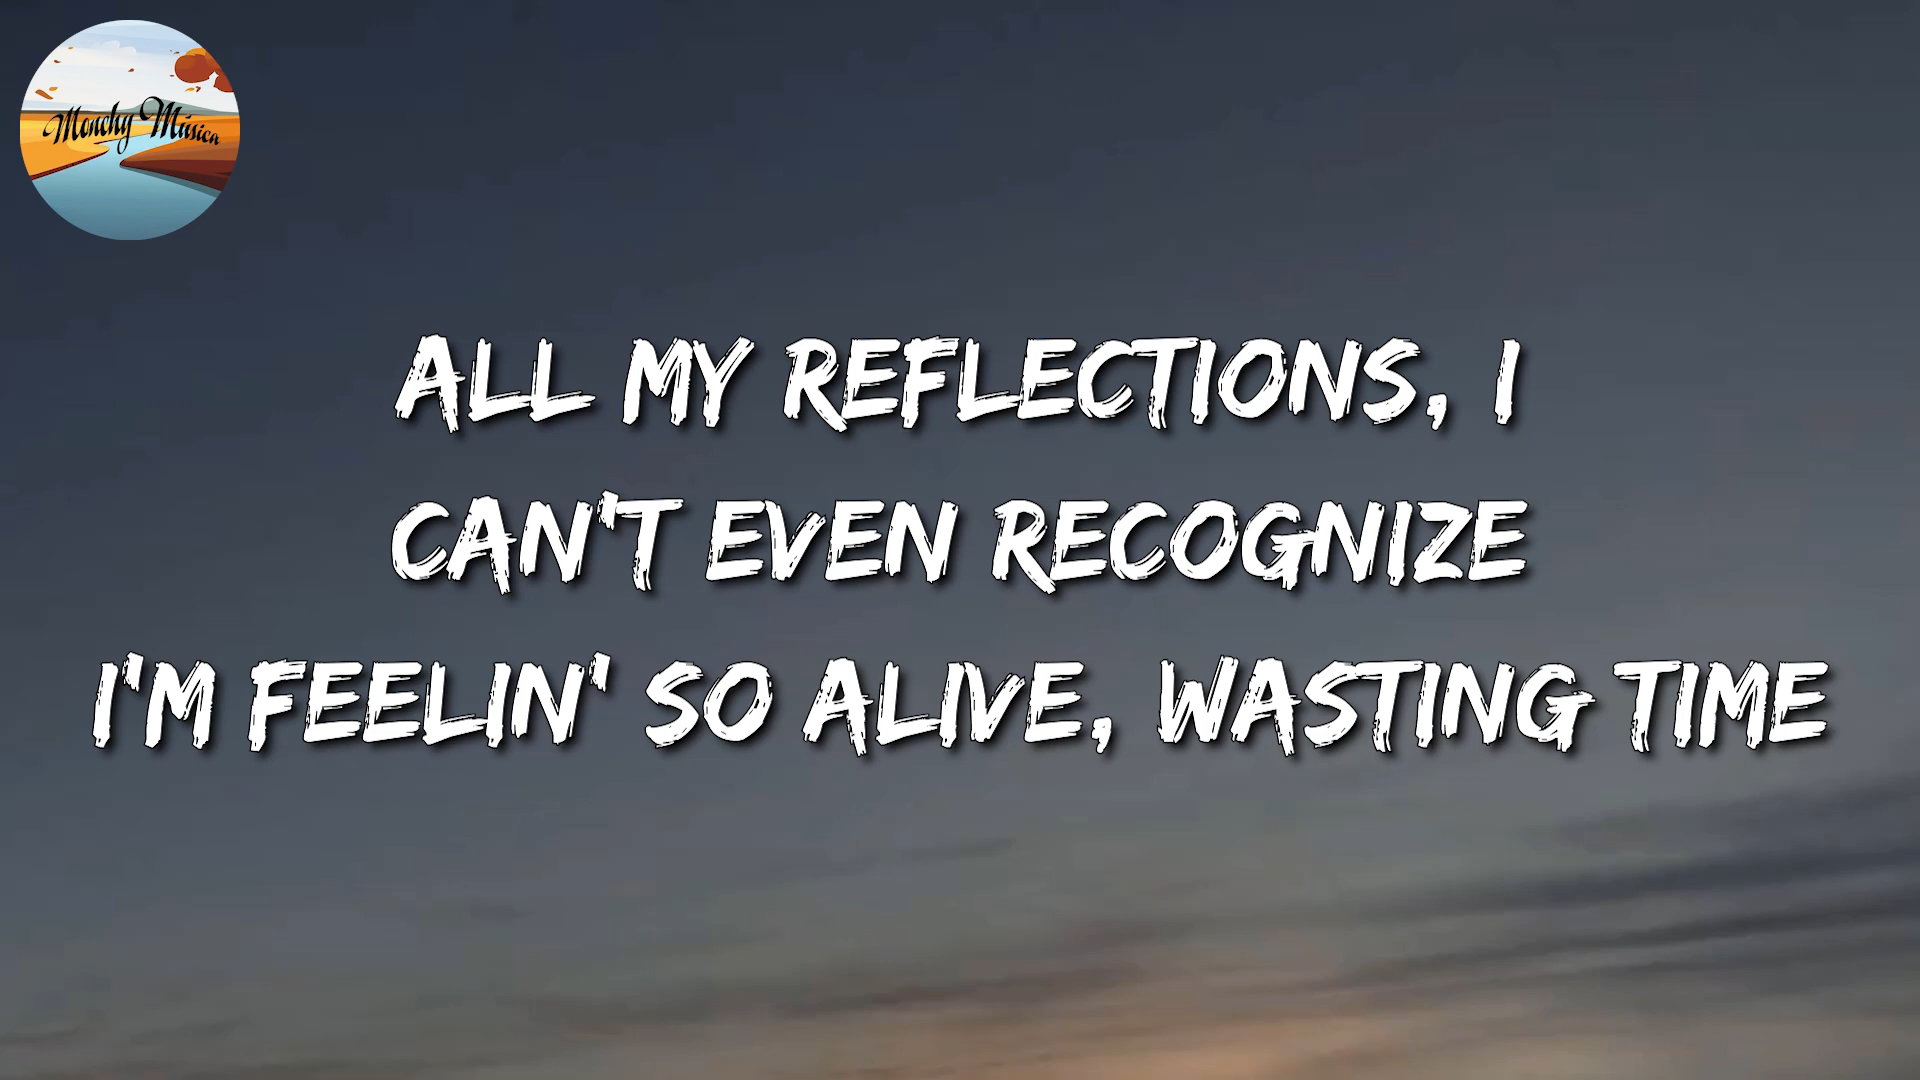 Monchy Música
ALL MY REFLECTIONS, I
CAN'T EVEN RECOGNIZE
I'M FEELIN' SO ALIVE, WASTING TIME